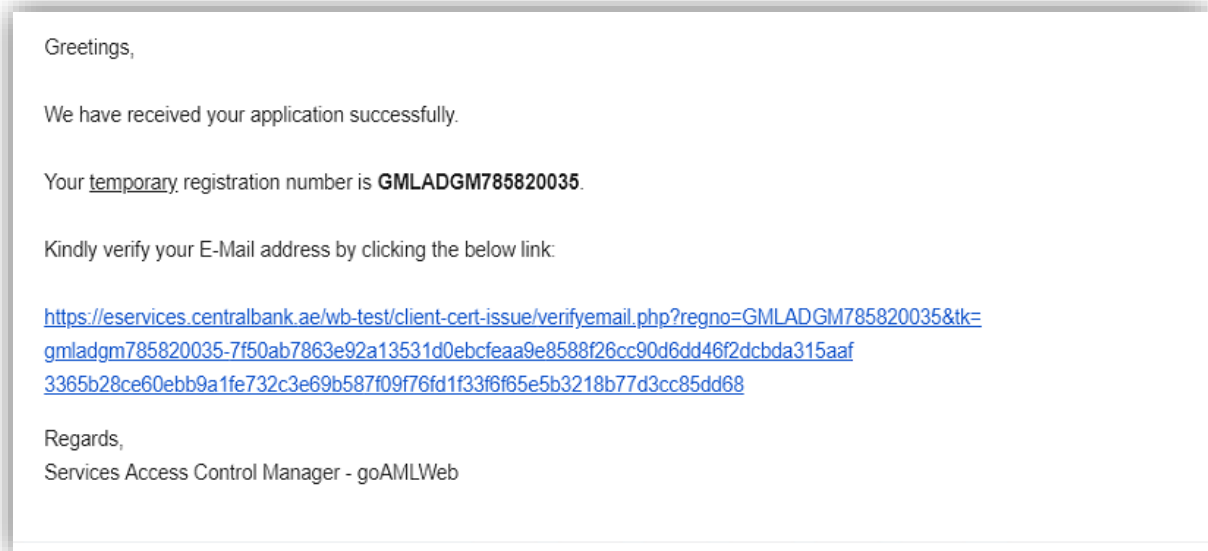 Greetings,
We have received your application successfully.
Your temporary registration number is GMLADGM785820035.
Kindly verify your E-Mail address by clicking the below link:
https://eservices.centralbank.ae/wb-test/client-cert-issue/verifyemail.php?regno=GMLADGM785820035&tk=
gmladgm785820035-7f50ab7863e92a13531d0ebcfeaa9e8588f26cc90d6dd46f2dcbda315aaf
3365b28ce60ebb9a1fe732c3e69b587f09f76fd1f33f6f65e5b3218b77d3cc85dd68
Regards,
Services Access Control Manager - goAMLWeb